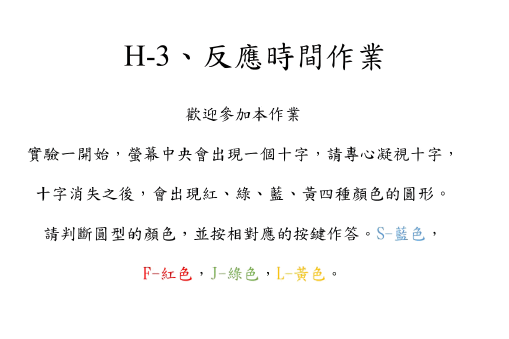 H-3、反應時間作業
歡迎參加本作業
實驗一開始，螢幕中央會出現一個十字，請專心凝視十字，
十字消失之後，會出現紅、綠、藍、黃四種顏色的圓形。
請判斷圓型的顏色，並按相對應的按鍵作答。S-藍色，
F-紅色，J-綠色，L-黃色。